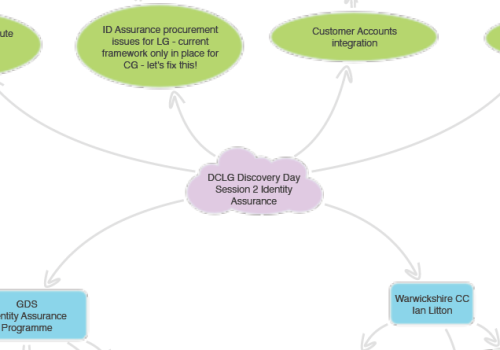 ute
ID Assurance procurement
issues for LG - current
framework only in place for
CG - let's fix this!
Customer Accounts
integration
DCLG Discovery Day
Session 2 Identity
Assurance
GDS
entity Assurance
Programme
Warwickshire CC
Ian Litton